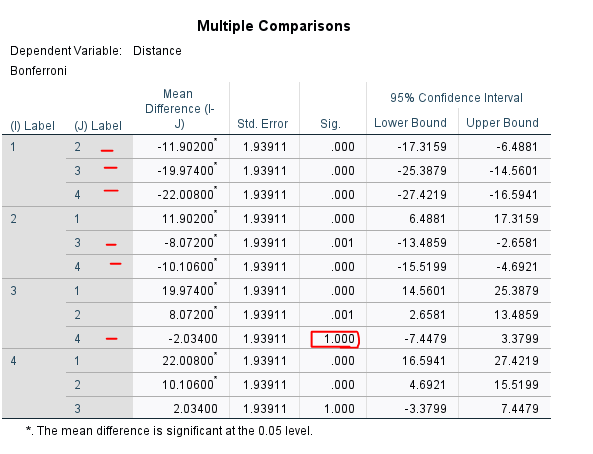 Multiple Comparisons
Dependent Variable: Distance
Bonferroni
(I) Label (J) Label Mean Difference (I-J) Std. Error Sig. 95% Confidence Interval
Lower Bound Upper Bound
1 2 -11.90200* 1.93911 .000 -17.3159 -6.4881
3 -19.97400* 1.93911 .000 -25.3879 -14.5601
4 -22.00800* 1.93911 .000 -27.4219 -16.5941
2 1 11.90200* 1.93911 .000 6.4881 17.3159
3 -8.07200* 1.93911 .001 -13.4859 -2.6581
4 -10.10600* 1.93911 .000 -15.5199 -4.6921
3 1 19.97400* 1.93911 .000 14.5601 25.3879
2 8.07200* 1.93911 .001 2.6581 13.4859
4 -2.03400 1.93911 1.000 -7.4479 3.3799
4 1 22.00800* 1.93911 .000 16.5941 27.4219
2 10.10600* 1.93911 .000 4.6921 15.5199
3 2.03400 1.93911 1.000 -3.3799 7.4479
*. The mean difference is significant at the 0.05 level.